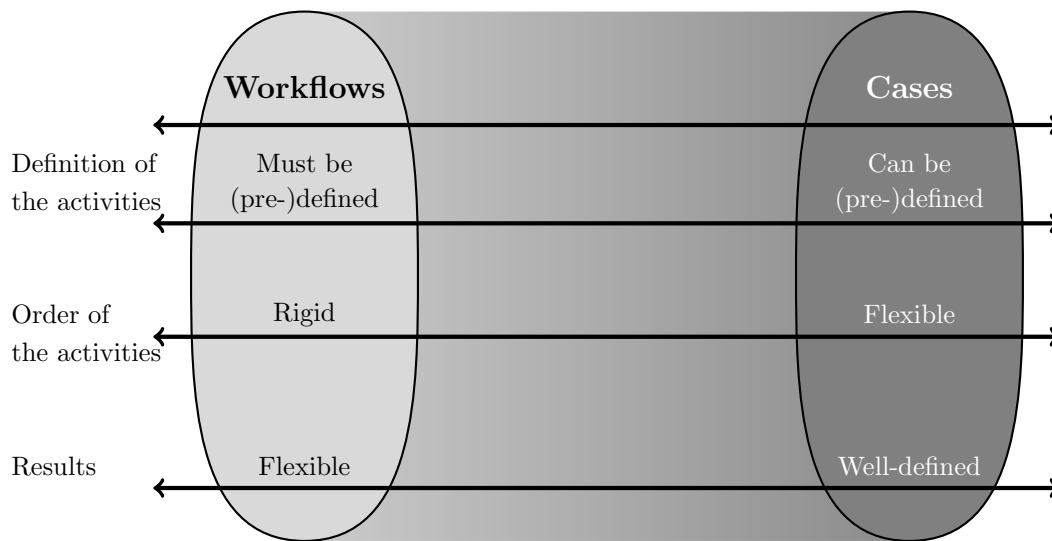 Workflows
Cases
Definition of
the activities
Must be
(pre-)defined
Can be
(pre-)defined
Order of
the activities
Rigid
Flexible
Results
Flexible
Well-defined